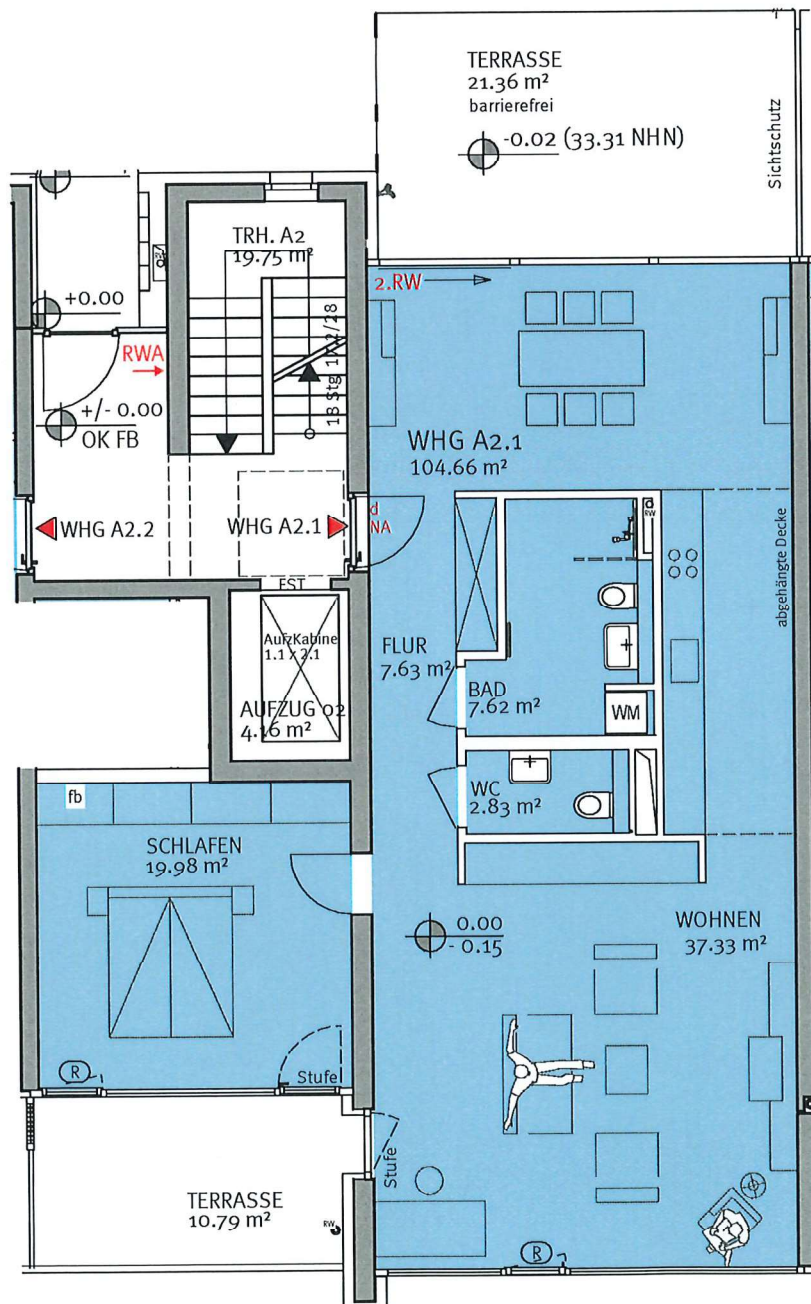 TERRASSE
21.36 m²
barrierefrei
-0.02 (33.31 NHN)
Sichtschutz
TRH. A2
19.75 m²
+0.00
2.RW
RWA
+/- 0.00
OK FB
WHG A2.1
104.66 m²
WHG A2.2
WHG A2.1
d
NA
RW
abgehängte Decke
FST
AufzKabine
1.1 x 2.1
AUFZUG 02
4.16 m²
FLUR
7.63 m²
BAD
7.62 m²
WM
WC
2.83 m²
fb
SCHLAFEN
19.98 m²
0.00
- 0.15
WOHNEN
37.33 m²
R
Stufe
Stufe
TERRASSE
10.79 m²
RW
R